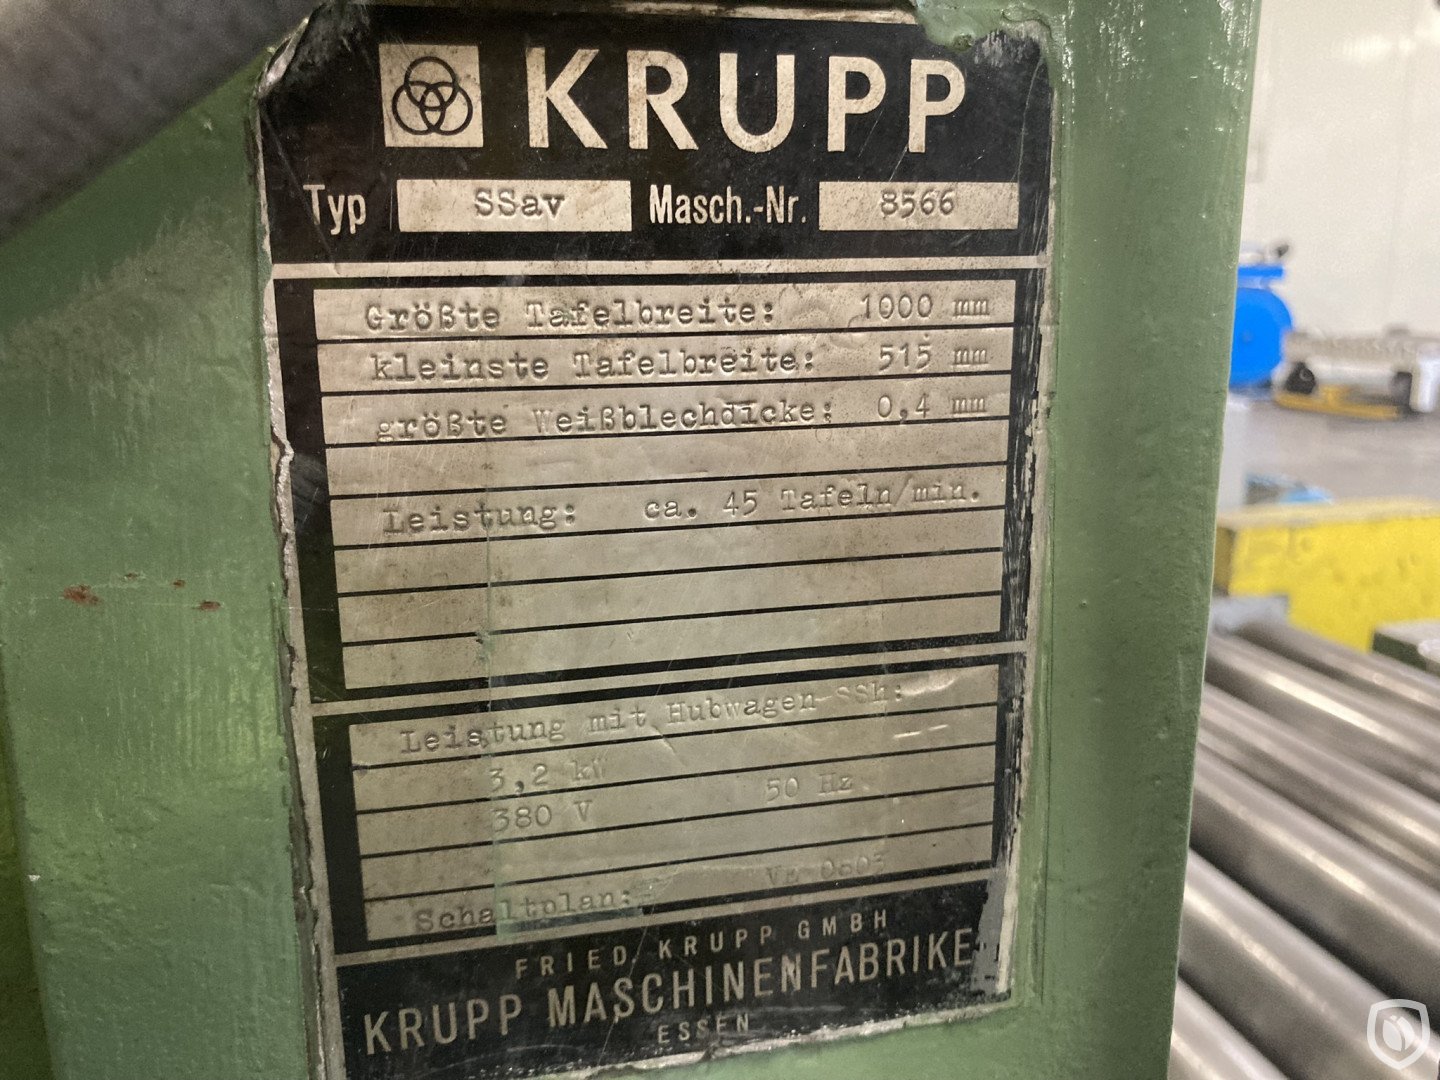 KRUPP
Typ SSav Masch.-Nr. 8566
Größte Tafelbreite: 1000 mm
kleinste Tafelbreite: 515 mm
größte Weißblechdicke: 0,4 mm
Leistung: ca. 45 Tafeln/min.
Leistung mit Hubwagen SSh:
3,2 kW
380 V 50 Hz
Schaltplan: 0803
FRIED. KRUPP GMBH
KRUPP MASCHINENFABRIKEN
ESSEN